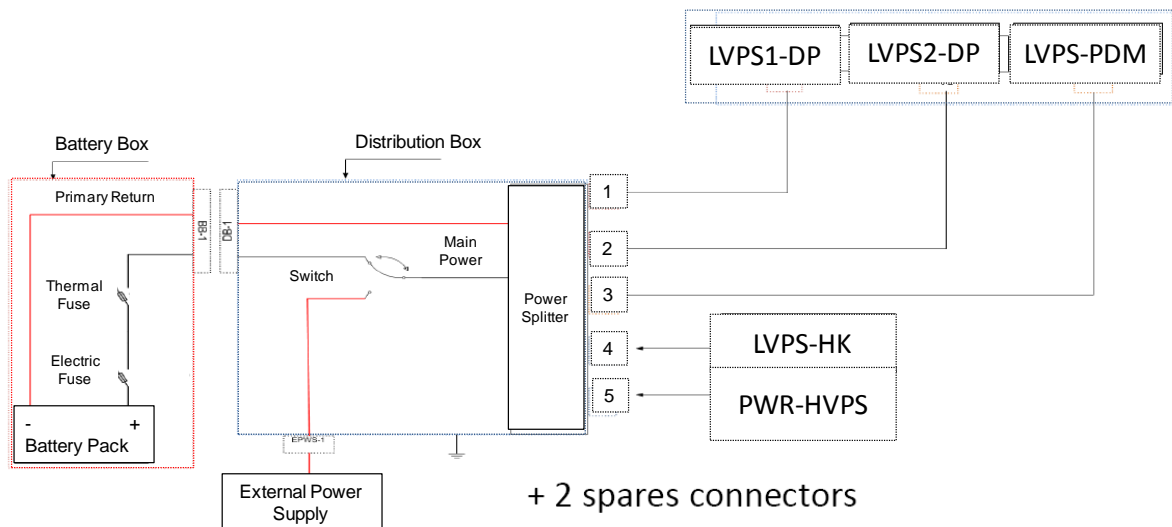 LVPS1-DP
LVPS2-DP
LVPS-PDM
Battery Box
Distribution Box
Primary Return
BB-1
DB-1
1
2
3
4
5
Main
Power
Switch
Thermal
Fuse
Power
Splitter
Electric
Fuse
LVPS-HK
PWR-HVPS
- +
Battery Pack
EPWS-1
External Power
Supply
+ 2 spares connectors